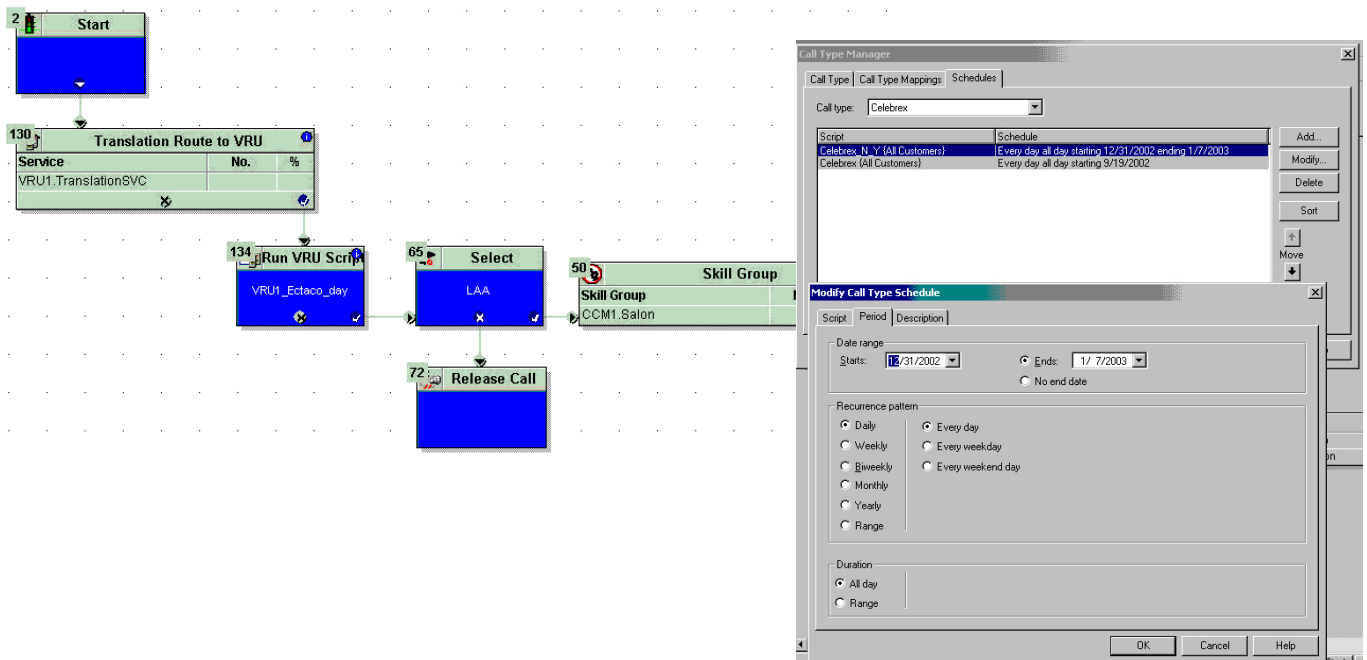 2
Start
130
Translation Route to VRU
Service No. %
VRU1.TranslationSVC
134
Run VRU Script
VRU1_Ectaco_day
65
Select
LAA
50
Skill Group
Skill Group
CCM1.Salon
72
Release Call
Call Type Manager
Call Type Call Type Mappings Schedules
Call type: Celebrex
Script Schedule
Celebrex_N_Y {All Customers} Every day all day starting 12/31/2002 ending 1/7/2003
Celebrex {All Customers} Every day all day starting 9/19/2002
Add...
Modify...
Delete
Sort
Move
Modify Call Type Schedule
Script Period Description
Date range
Starts: 12/31/2002 Ends: 1/ 7/2003
No end date
Recurrence pattern
Daily Every day
Weekly Every weekday
Biweekly Every weekend day
Monthly
Yearly
Range
Duration
All day
Range
OK Cancel Help